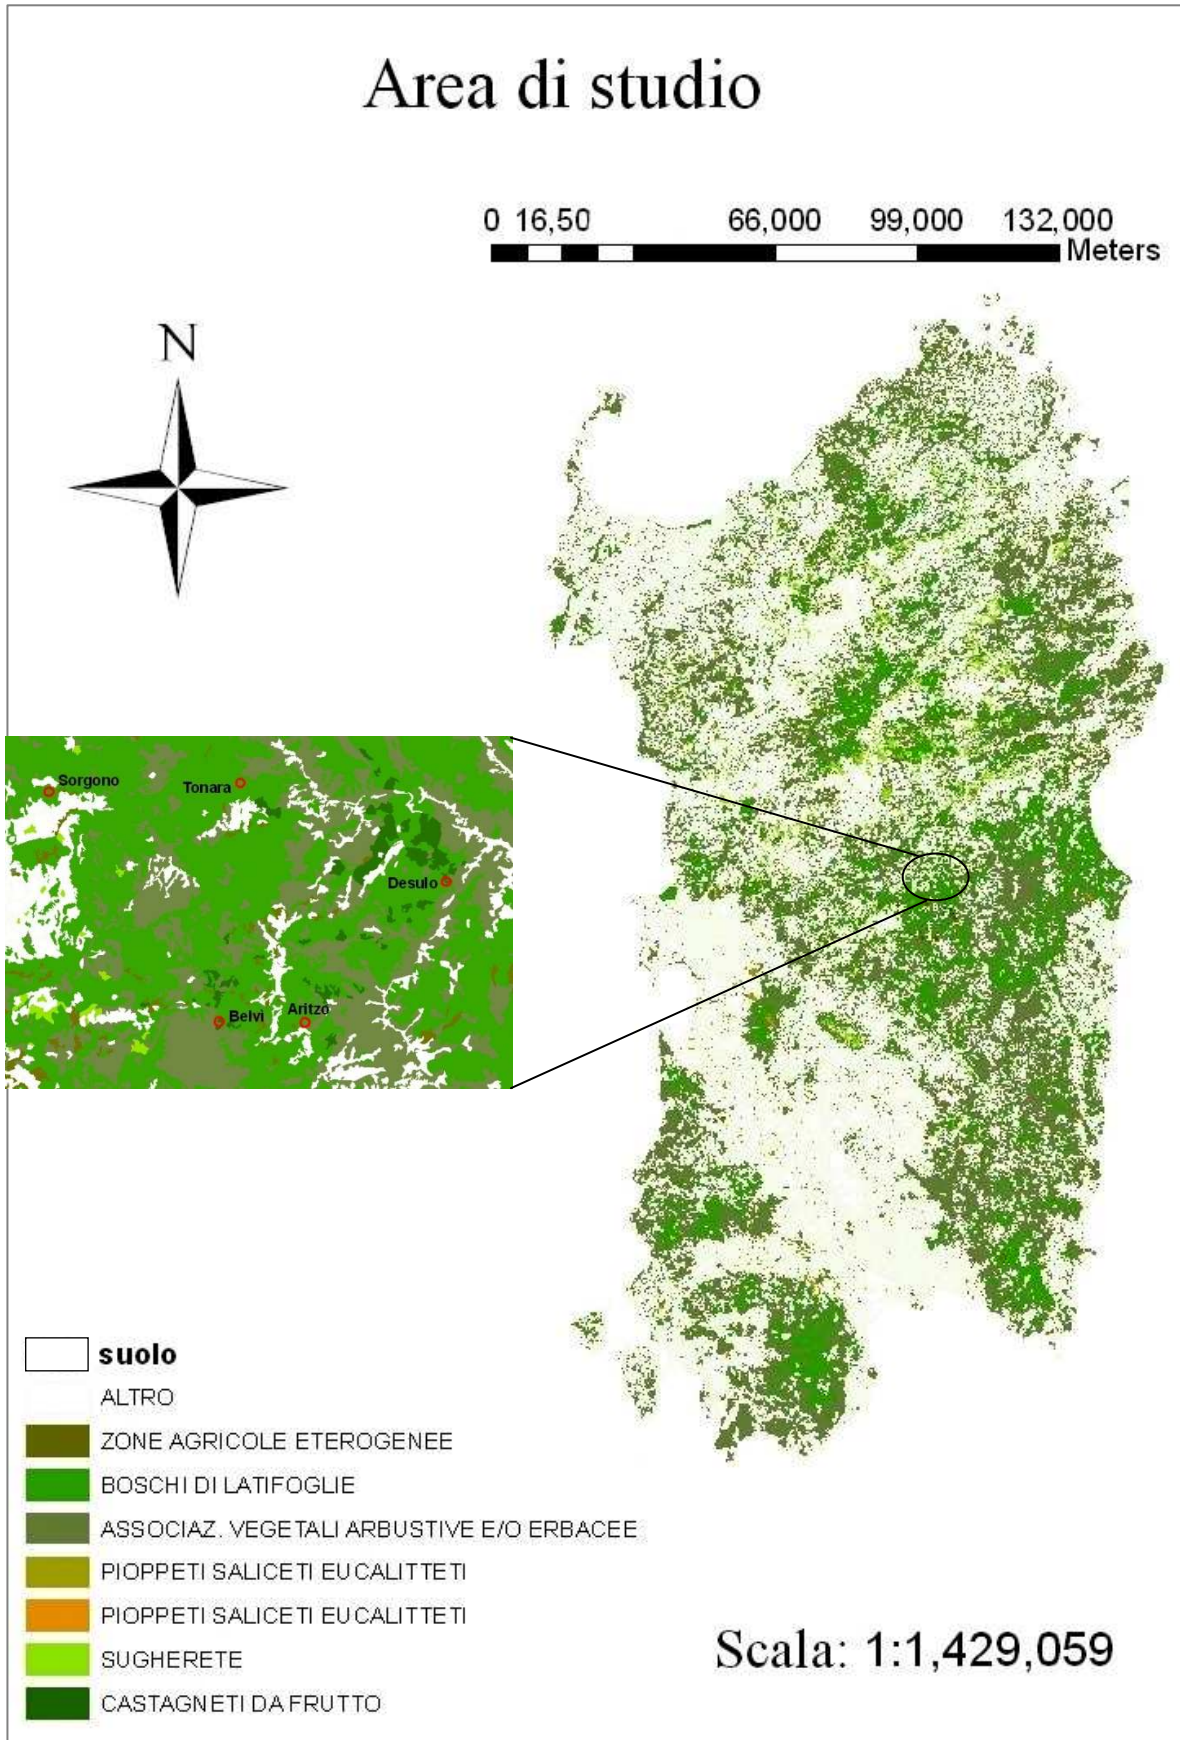 Area di studio
0 16,50 66,000 99,000 132,000
Meters
N
Sorgono
Tonara
Desulo
Belvi
Aritzo
suolo
ALTRO
ZONE AGRICOLE ETEROGENEE
BOSCHI DI LATIFOGLIE
ASSOCIAZ. VEGETALI ARBUSTIVE E/O ERBACEE
PIOPPETI SALICETI EUCALITTETI
PIOPPETI SALICETI EUCALITTETI
SUGHERETE
CASTAGNETI DA FRUTTO
Scala: 1:1,429,059